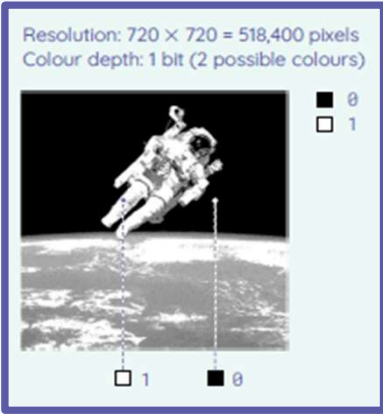 Resolution: 720 × 720 = 518,400 pixels
Colour depth: 1 bit (2 possible colours)
0
1
1
0